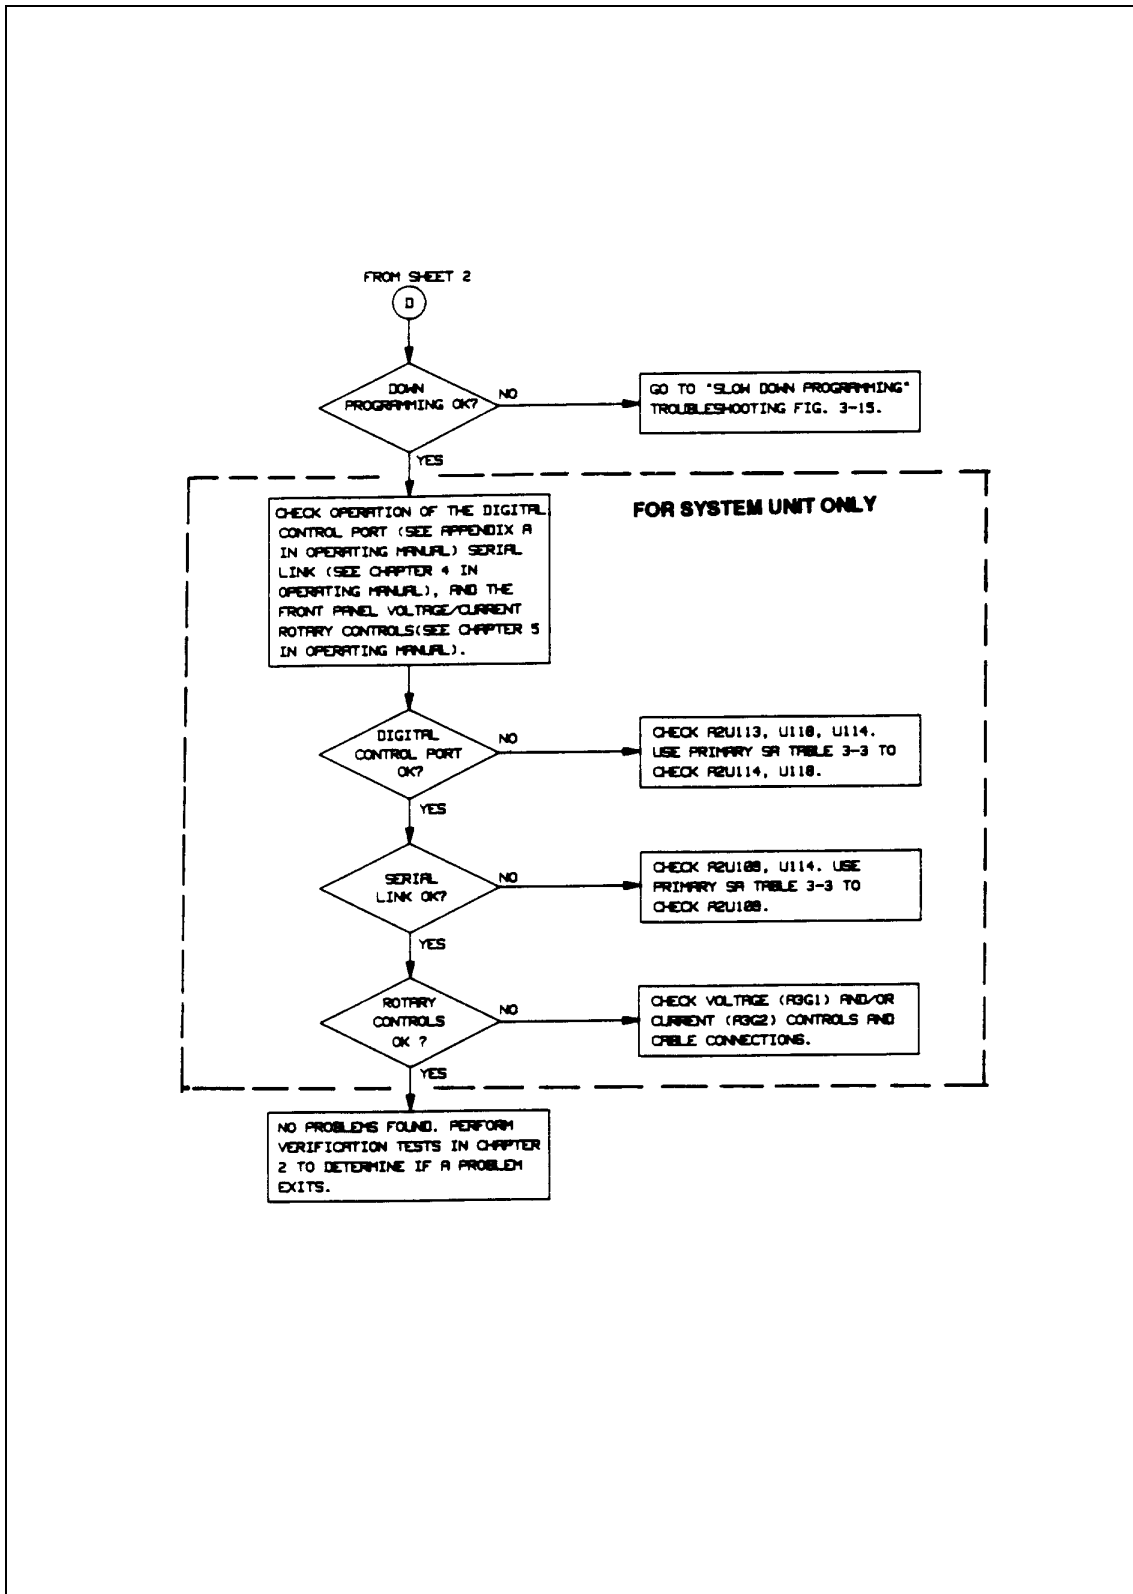 FROM SHEET 2
D
DOWN
PROGRAMMING OK?
NO
GO TO "SLOW DOWN PROGRAMMING"
TROUBLESHOOTING FIG. 3-15.
YES
FOR SYSTEM UNIT ONLY
CHECK OPERATION OF THE DIGITAL
CONTROL PORT (SEE APPENDIX A
IN OPERATING MANUAL) SERIAL
LINK (SEE CHAPTER 4 IN
OPERATING MANUAL), AND THE
FRONT PANEL VOLTAGE/CURRENT
ROTARY CONTROLS(SEE CHAPTER 5
IN OPERATING MANUAL).
DIGITAL
CONTROL PORT
OK?
NO
CHECK A2U113, U114.
USE PRIMARY SA TABLE 3-3 TO
CHECK A2U114,
YES
SERIAL
LINK OK?
NO
CHECK U114. USE
PRIMARY SA TABLE 3-3 TO
CHECK
YES
ROTARY
CONTROLS
OK ?
NO
CHECK VOLTAGE (A3G1) AND/OR
CURRENT (A3G2) CONTROLS AND
CABLE CONNECTIONS.
YES
NO PROBLEMS FOUND. PERFORM
VERIFICATION TESTS IN CHAPTER
2 TO DETERMINE IF A PROBLEM
EXITS.